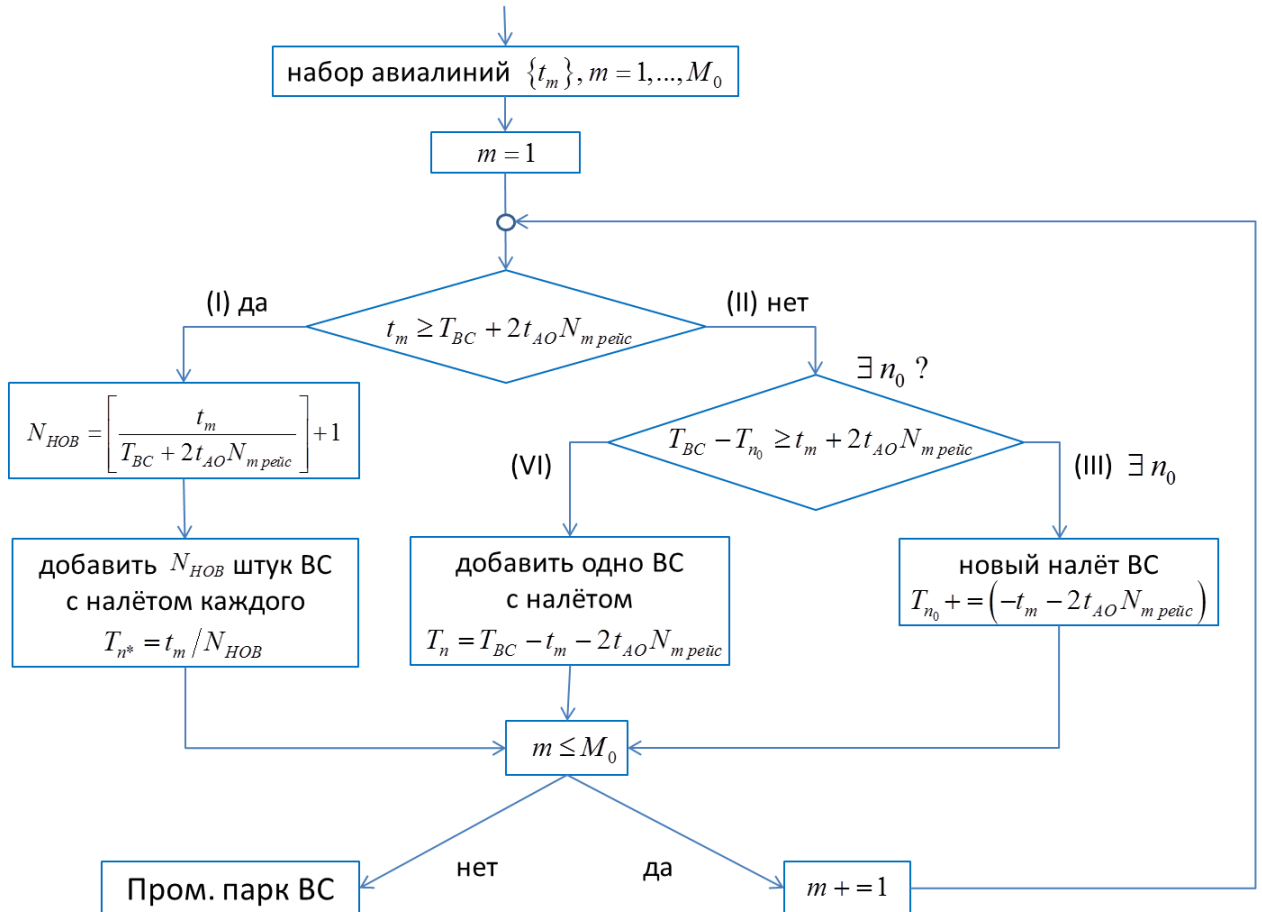 набор авиалиний {t_m}, m = 1,..., M_0
m = 1
(I) да
(II) нет
t_m ≥ T_ВС + 2t_АО N_m рейс
∃ n_0 ?
N_НОВ = [t_m / (T_ВС + 2t_АО N_m рейс)] + 1
T_ВС − T_n_0 ≥ t_m + 2t_АО N_m рейс
(VI)
(III) ∃ n_0
добавить N_НОВ штук ВС
с налётом каждого
T_n* = t_m / N_НОВ
добавить одно ВС
с налётом
T_n = T_ВС − t_m − 2t_АО N_m рейс
новый налёт ВС
T_n_0 + = (−t_m − 2t_АО N_m рейс)
m ≤ M_0
нет
да
Пром. парк ВС
m + = 1